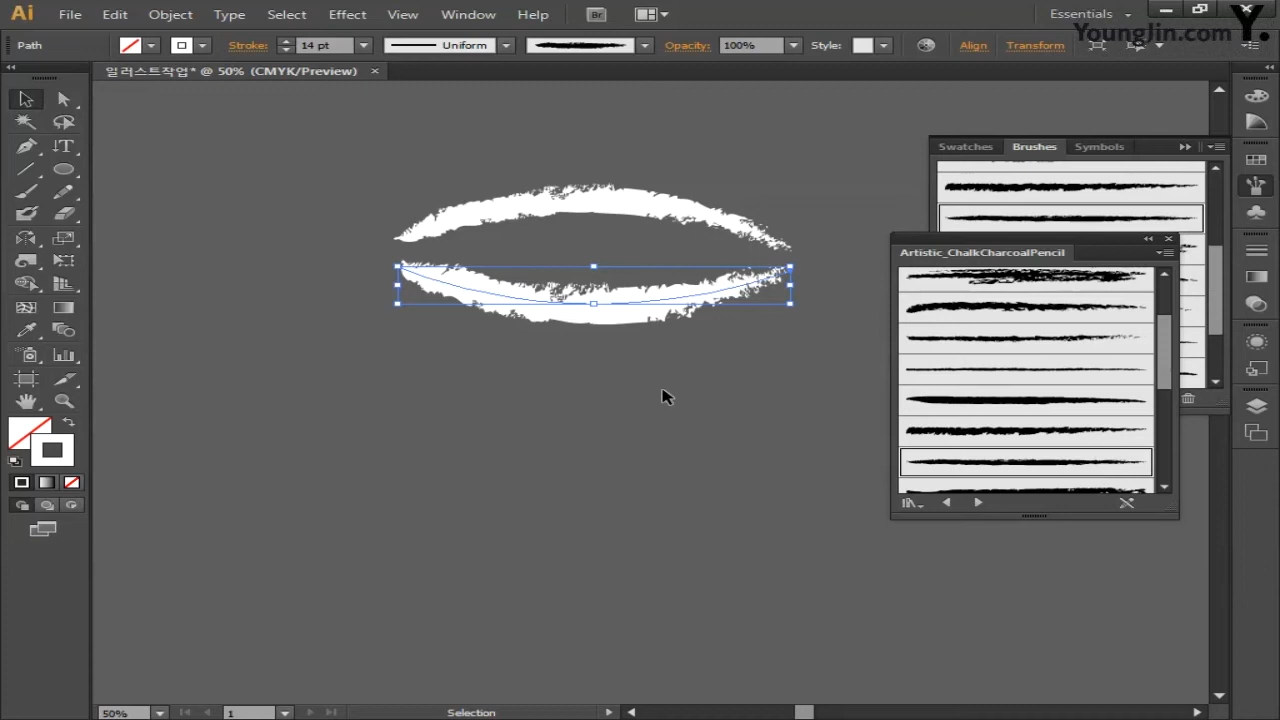 Ai File Edit Object Type Select Effect View Window Help Br Essentials
YoungJin.com Y.
Path Stroke: 14 pt Uniform Opacity: 100% Style: Align Transform
일러스트작업* @ 50% (CMYK/Preview)
Swatches Brushes Symbols
Artistic_ChalkCharcoalPencil
50% 1 Selection